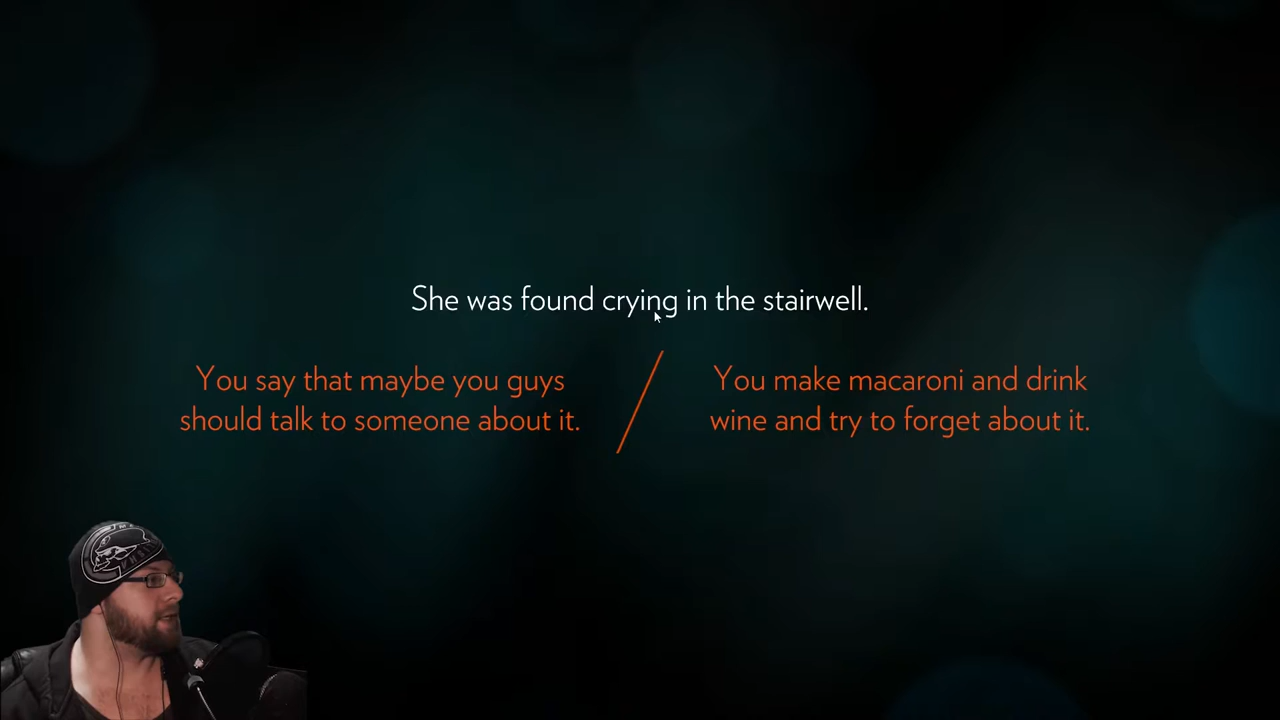 She was found crying in the stairwell.
You say that maybe you guys
should talk to someone about it.
/
You make macaroni and drink
wine and try to forget about it.